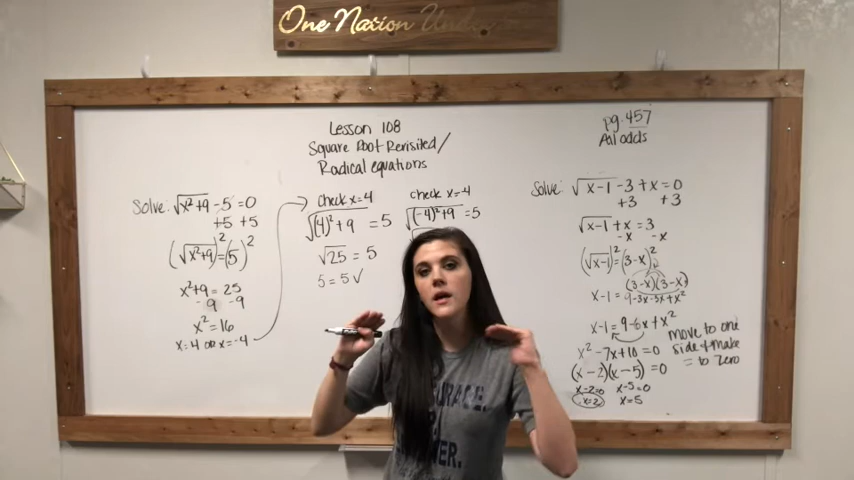 One Nation Under
Lesson 108
Square Root Revisited/
Radical equations
pg. 457
All odds
Solve: √x²+9 - 5 = 0
+5 +5
(√x²+9)² = (5)²
x²+9 = 25
-9 -9
x² = 16
x=4 or x=-4
Check x=4
√(4)²+9 = 5
√25 = 5
5 = 5 ✓
Check x=-4
√(-4)²+9 = 5
Solve: √x-1 - 3 + x = 0
+3 +3
√x-1 + x = 3
-x -x
(√x-1)² = (3-x)²
(3-x)(3-x)
x-1 = 9-3x-3x+x²
x-1 = 9-6x+x²
x² - 7x + 10 = 0
(x-2)(x-5) = 0
x-2=0 x-5=0
x=2 x=5
move to one
side & make
= to zero